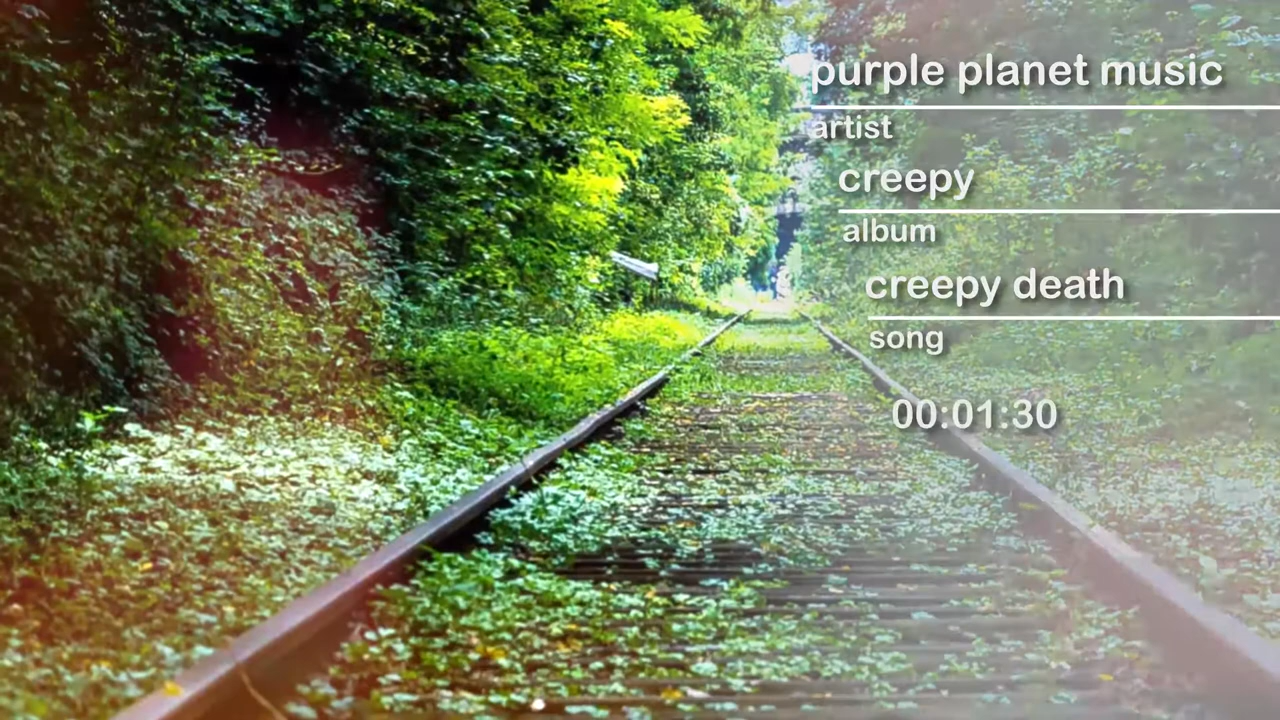 purple planet music
artist
creepy
album
creepy death
song
00:01:30